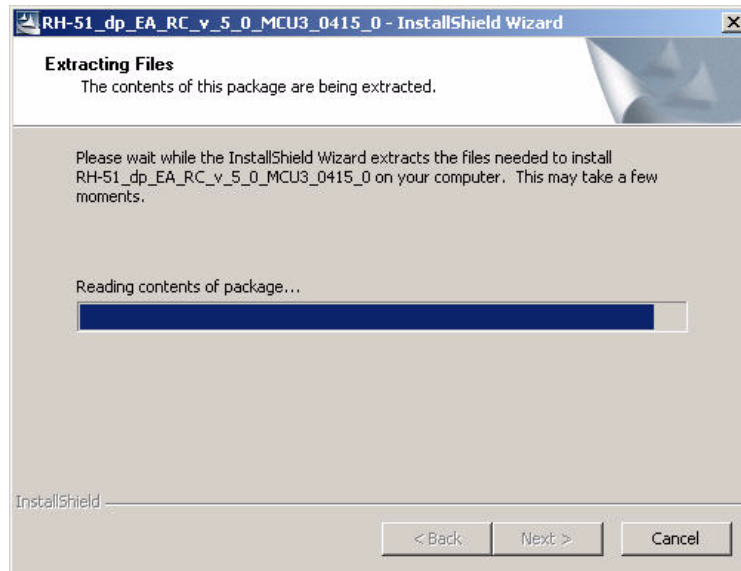 RH-51_dp_EA_RC_v_5_0_MCU3_0415_0 - InstallShield Wizard
Extracting Files
The contents of this package are being extracted.
Please wait while the InstallShield Wizard extracts the files needed to install
RH-51_dp_EA_RC_v_5_0_MCU3_0415_0 on your computer. This may take a few
moments.
Reading contents of package...
InstallShield
< Back Next > Cancel